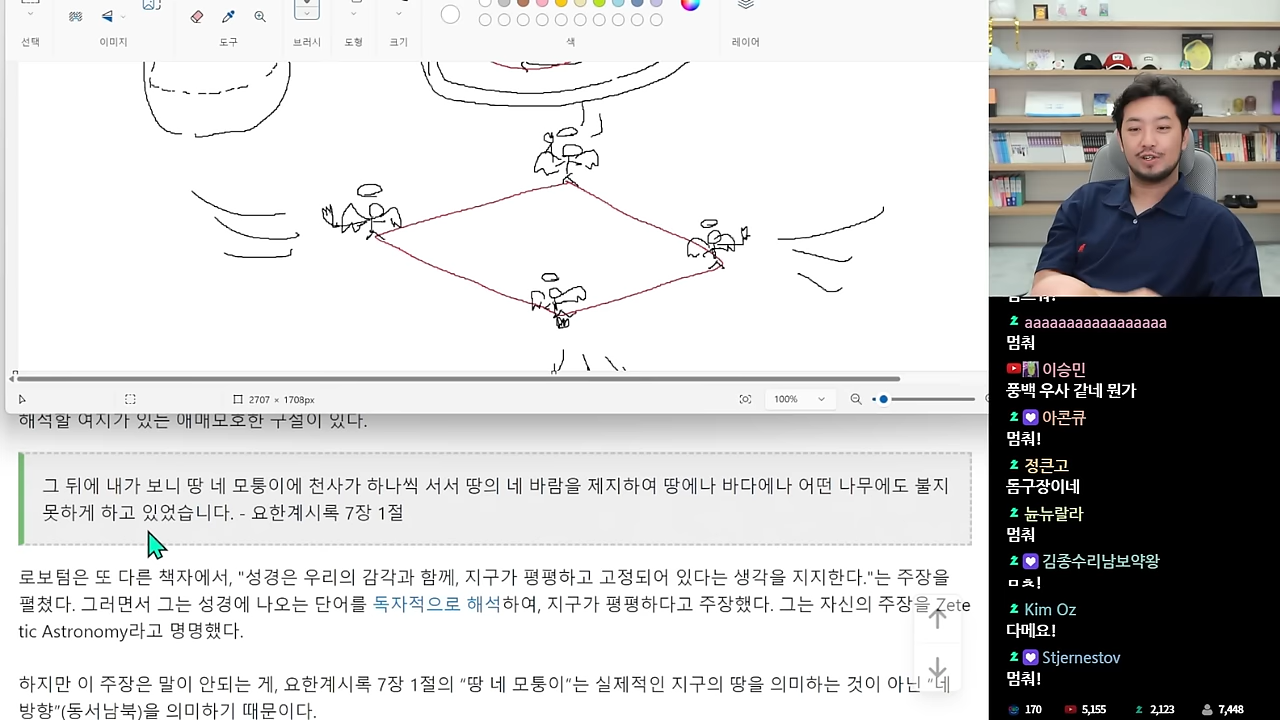 선택
이미지
도구
브러시
도형
크기
색
레이어
2707 × 1708px
100%
해석할 여지가 있는 애매모호한 구절이 있다.
그 뒤에 내가 보니 땅 네 모퉁이에 천사가 하나씩 서서 땅의 네 바람을 제지하여 땅에나 바다에나 어떤 나무에도 불지
못하게 하고 있었습니다. - 요한계시록 7장 1절
로보텀은 또 다른 책자에서, "성경은 우리의 감각과 함께, 지구가 평평하고 고정되어 있다는 생각을 지지한다."는 주장을
펼쳤다. 그러면서 그는 성경에 나오는 단어를 독자적으로 해석하여, 지구가 평평하다고 주장했다. 그는 자신의 주장을 Zete
tic Astronomy라고 명명했다.
하지만 이 주장은 말이 안되는 게, 요한계시록 7장 1절의 “땅 네 모퉁이”는 실제적인 지구의 땅을 의미하는 것이 아닌 “네
방향”(동서남북)을 의미하기 때문이다.
aaaaaaaaaaaaaaaaa
멈춰
이승민
풍백 우사 같네 뭔가
아콘큐
멈춰!
정큰고
돔구장이네
뉸뉴랄라
멈춰
김종수리남보약왕
ㅁㅊ!
Kim Oz
다메요!
Stjernestov
멈춰!
170 5,155 2,123 7,448